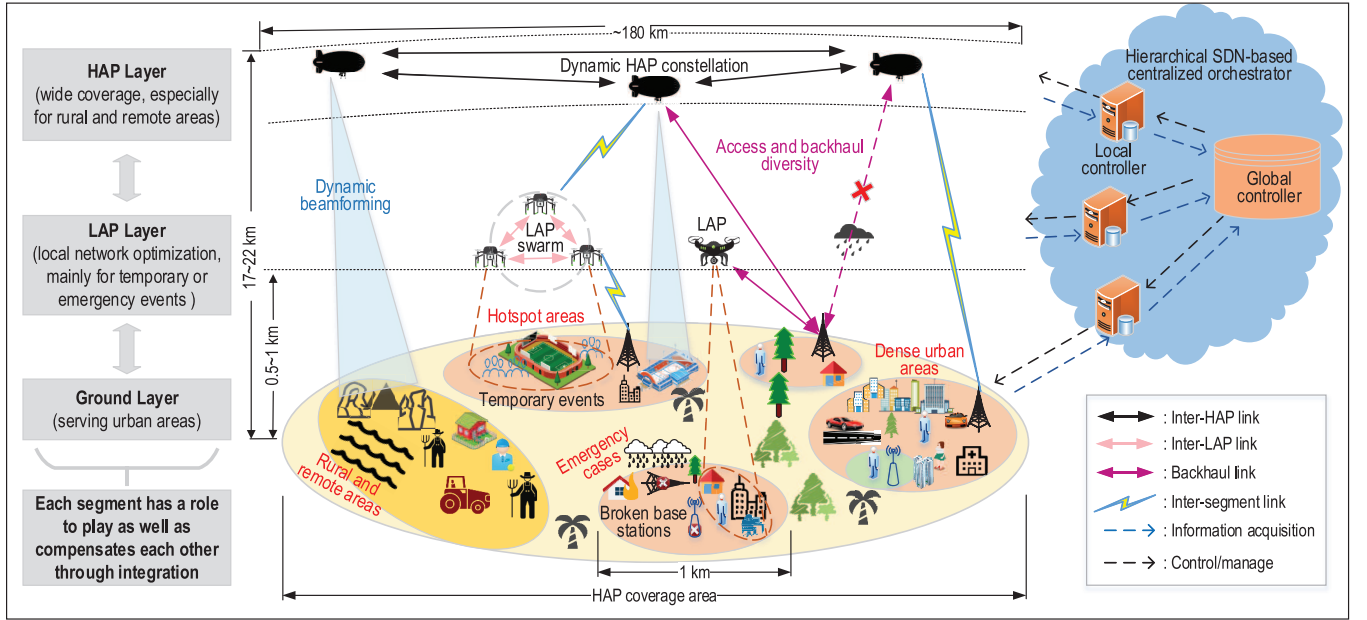 HAP Layer
(wide coverage, especially
for rural and remote areas)
LAP Layer
(local network optimization,
mainly for temporary or
emergency events )
Ground Layer
(serving urban areas)
Each segment has a role
to play as well as
compensates each other
through integration
~180 km
17~22 km
0.5~1 km
Dynamic HAP constellation
Dynamic
beamforming
Access and backhaul
diversity
LAP
swarm
LAP
Hotspot areas
Temporary events
Dense urban
areas
Rural and
remote areas
Emergency
cases
Broken base
stations
1 km
HAP coverage area
Hierarchical SDN-based
centralized orchestrator
Local
controller
Global
controller
: Inter-HAP link
: Inter-LAP link
: Backhaul link
: Inter-segment link
: Information acquisition
: Control/manage